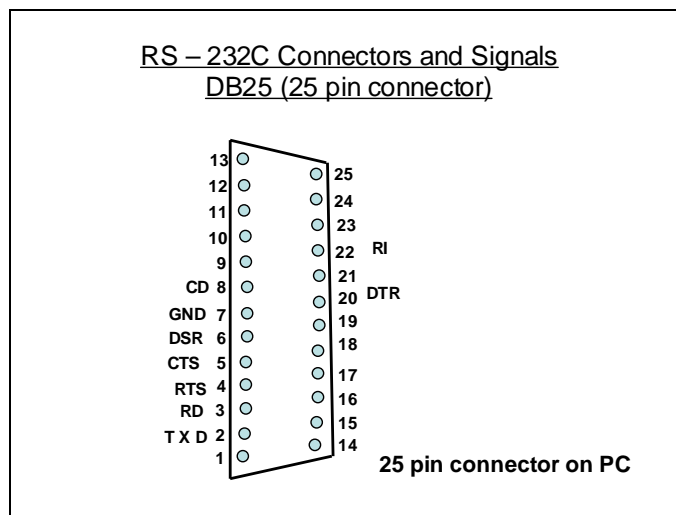 RS – 232C Connectors and Signals
DB25 (25 pin connector)
13
25
12
24
11
23
10
22 RI
9
21
CD 8
20 DTR
GND 7
19
DSR 6
18
CTS 5
17
RTS 4
16
RD 3
15
T X D 2
14
1
25 pin connector on PC